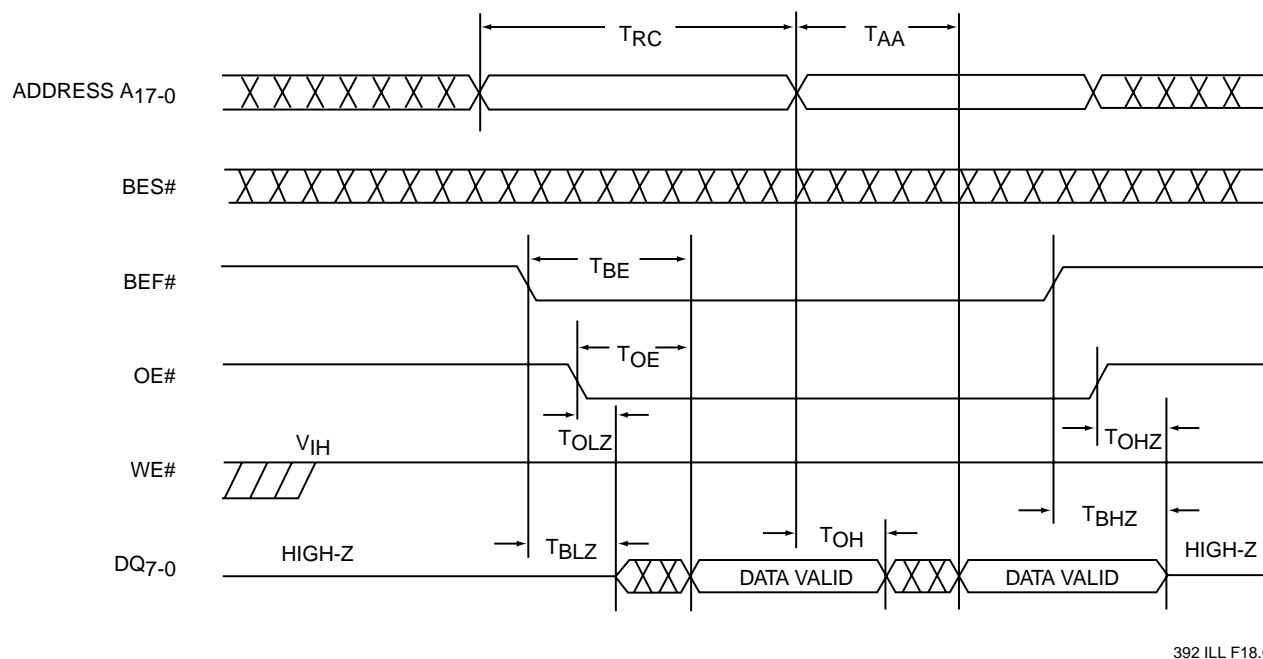 TRC
TAA
ADDRESS A17-0
BES#
BEF#
TBE
OE#
TOE
TOLZ
TOHZ
VIH
WE#
TBHZ
TBLZ
TOH
HIGH-Z
HIGH-Z
DQ7-0
DATA VALID
DATA VALID
392 ILL F18.